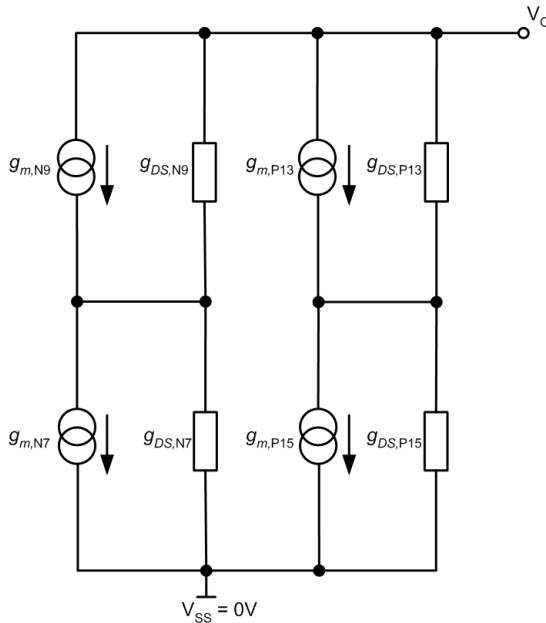 V_O
g_m,N9
g_DS,N9
g_m,P13
g_DS,P13
g_m,N7
g_DS,N7
g_m,P15
g_DS,P15
V_SS = 0V